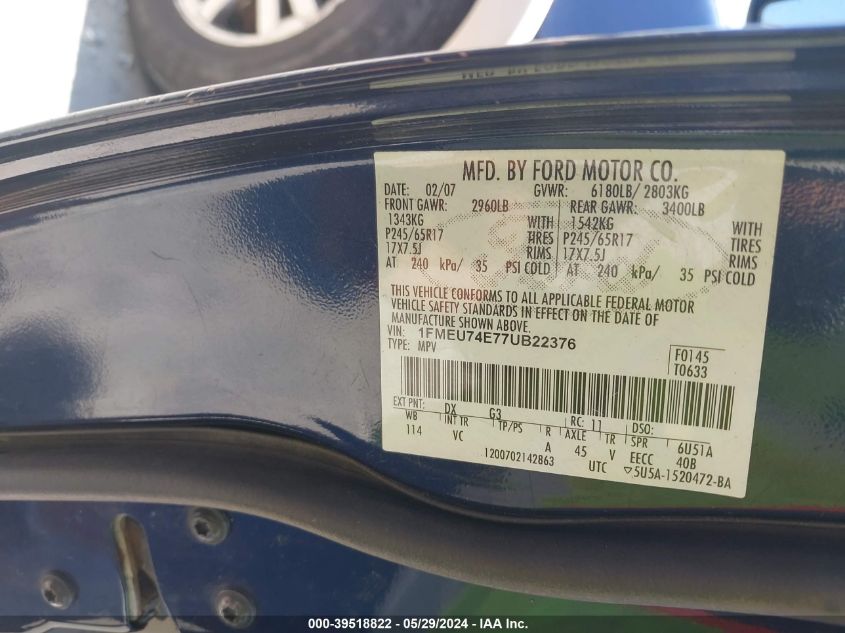 MFD. BY FORD MOTOR CO.
DATE: 02/07 GVWR: 6180LB/ 2803KG
FRONT GAWR: 2960LB REAR GAWR: 3400LB
1343KG WITH 1542KG WITH
P245/65R17 TIRES P245/65R17 TIRES
17X7.5J RIMS 17X7.5J RIMS
AT 240 kPa/ 35 PSI COLD AT 240 kPa/ 35 PSI COLD
THIS VEHICLE CONFORMS TO ALL APPLICABLE FEDERAL MOTOR
VEHICLE SAFETY STANDARDS IN EFFECT ON THE DATE OF
MANUFACTURE SHOWN ABOVE.
VIN: 1FMEU74E77UB22376
TYPE: MPV
F0145
T0633
EXT PNT: DX G3 RC: 11 DSO:
WB INT TR TP/PS R AXLE TR SPR 6U51A
114 VC A 45 V EECC 40B
1200702142863 UTC ▽5U5A-1520472-BA
000-39518822 - 05/29/2024 - IAA Inc.